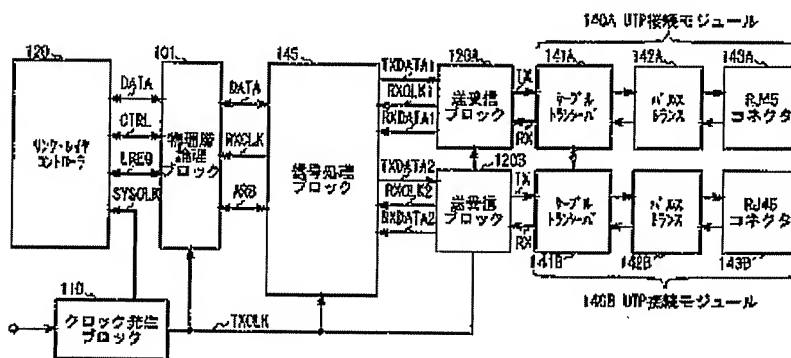 140A UTP接続モジュール
120
101
145
120A
141A
142A
143A
リンク・レイヤ
コントローラ
DATA
CTRL
LREQ
SYSCLK
物理層
論理
ブロック
DATA
RXCLK
ARB
信号処理
ブロック
TXDATA1
RXCLK1
RXDATA1
送受信
ブロック
TX
RX
ケーブル
トランシーバ
パルス
トランス
RJ45
コネクタ
TXDATA2
RXCLK2
RXDATA2
120B
送受信
ブロック
TX
RX
ケーブル
トランシーバ
パルス
トランス
RJ45
コネクタ
141B
142B
143B
140B UTP接続モジュール
110
クロック発信
ブロック
TXCLK